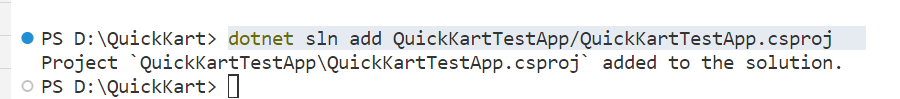 PS D:\QuickKart> dotnet sln add QuickKartTestApp/QuickKartTestApp.csproj
Project `QuickKartTestApp\QuickKartTestApp.csproj` added to the solution.
PS D:\QuickKart>